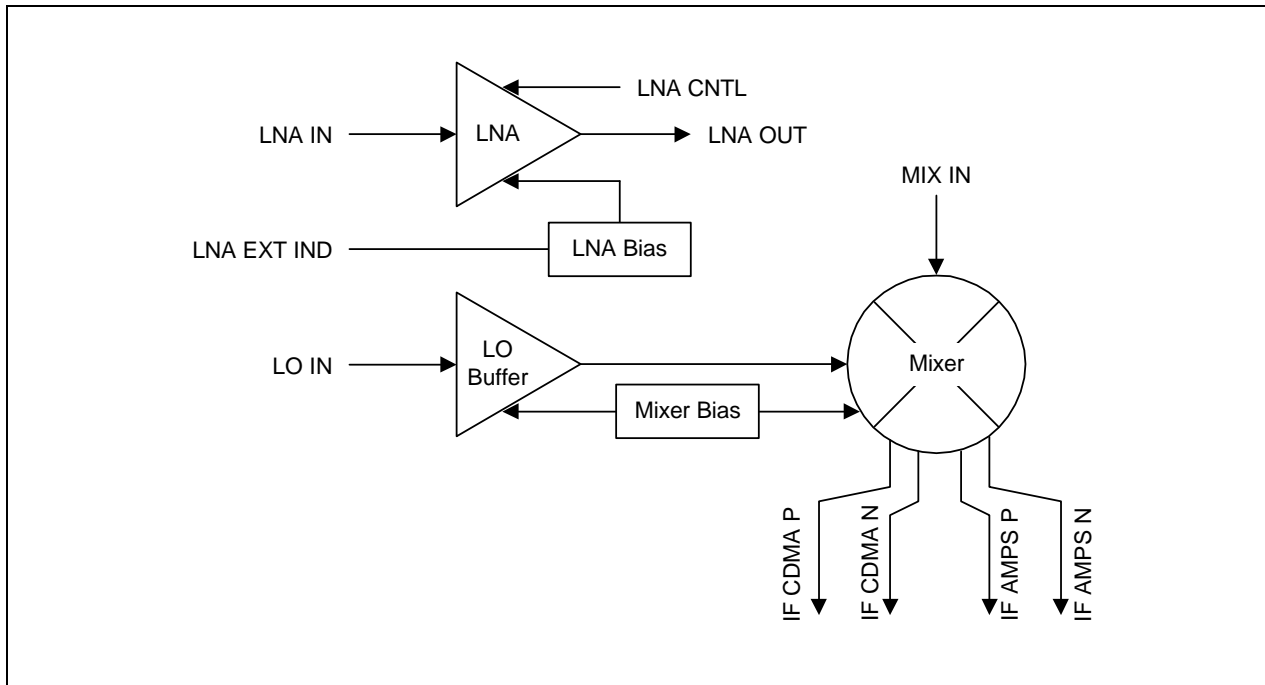 LNA CNTL
LNA IN
LNA
LNA OUT
MIX IN
LNA EXT IND
LNA Bias
LO IN
LO
Buffer
Mixer
Mixer Bias
IF CDMA P
IF CDMA N
IF AMPS P
IF AMPS N